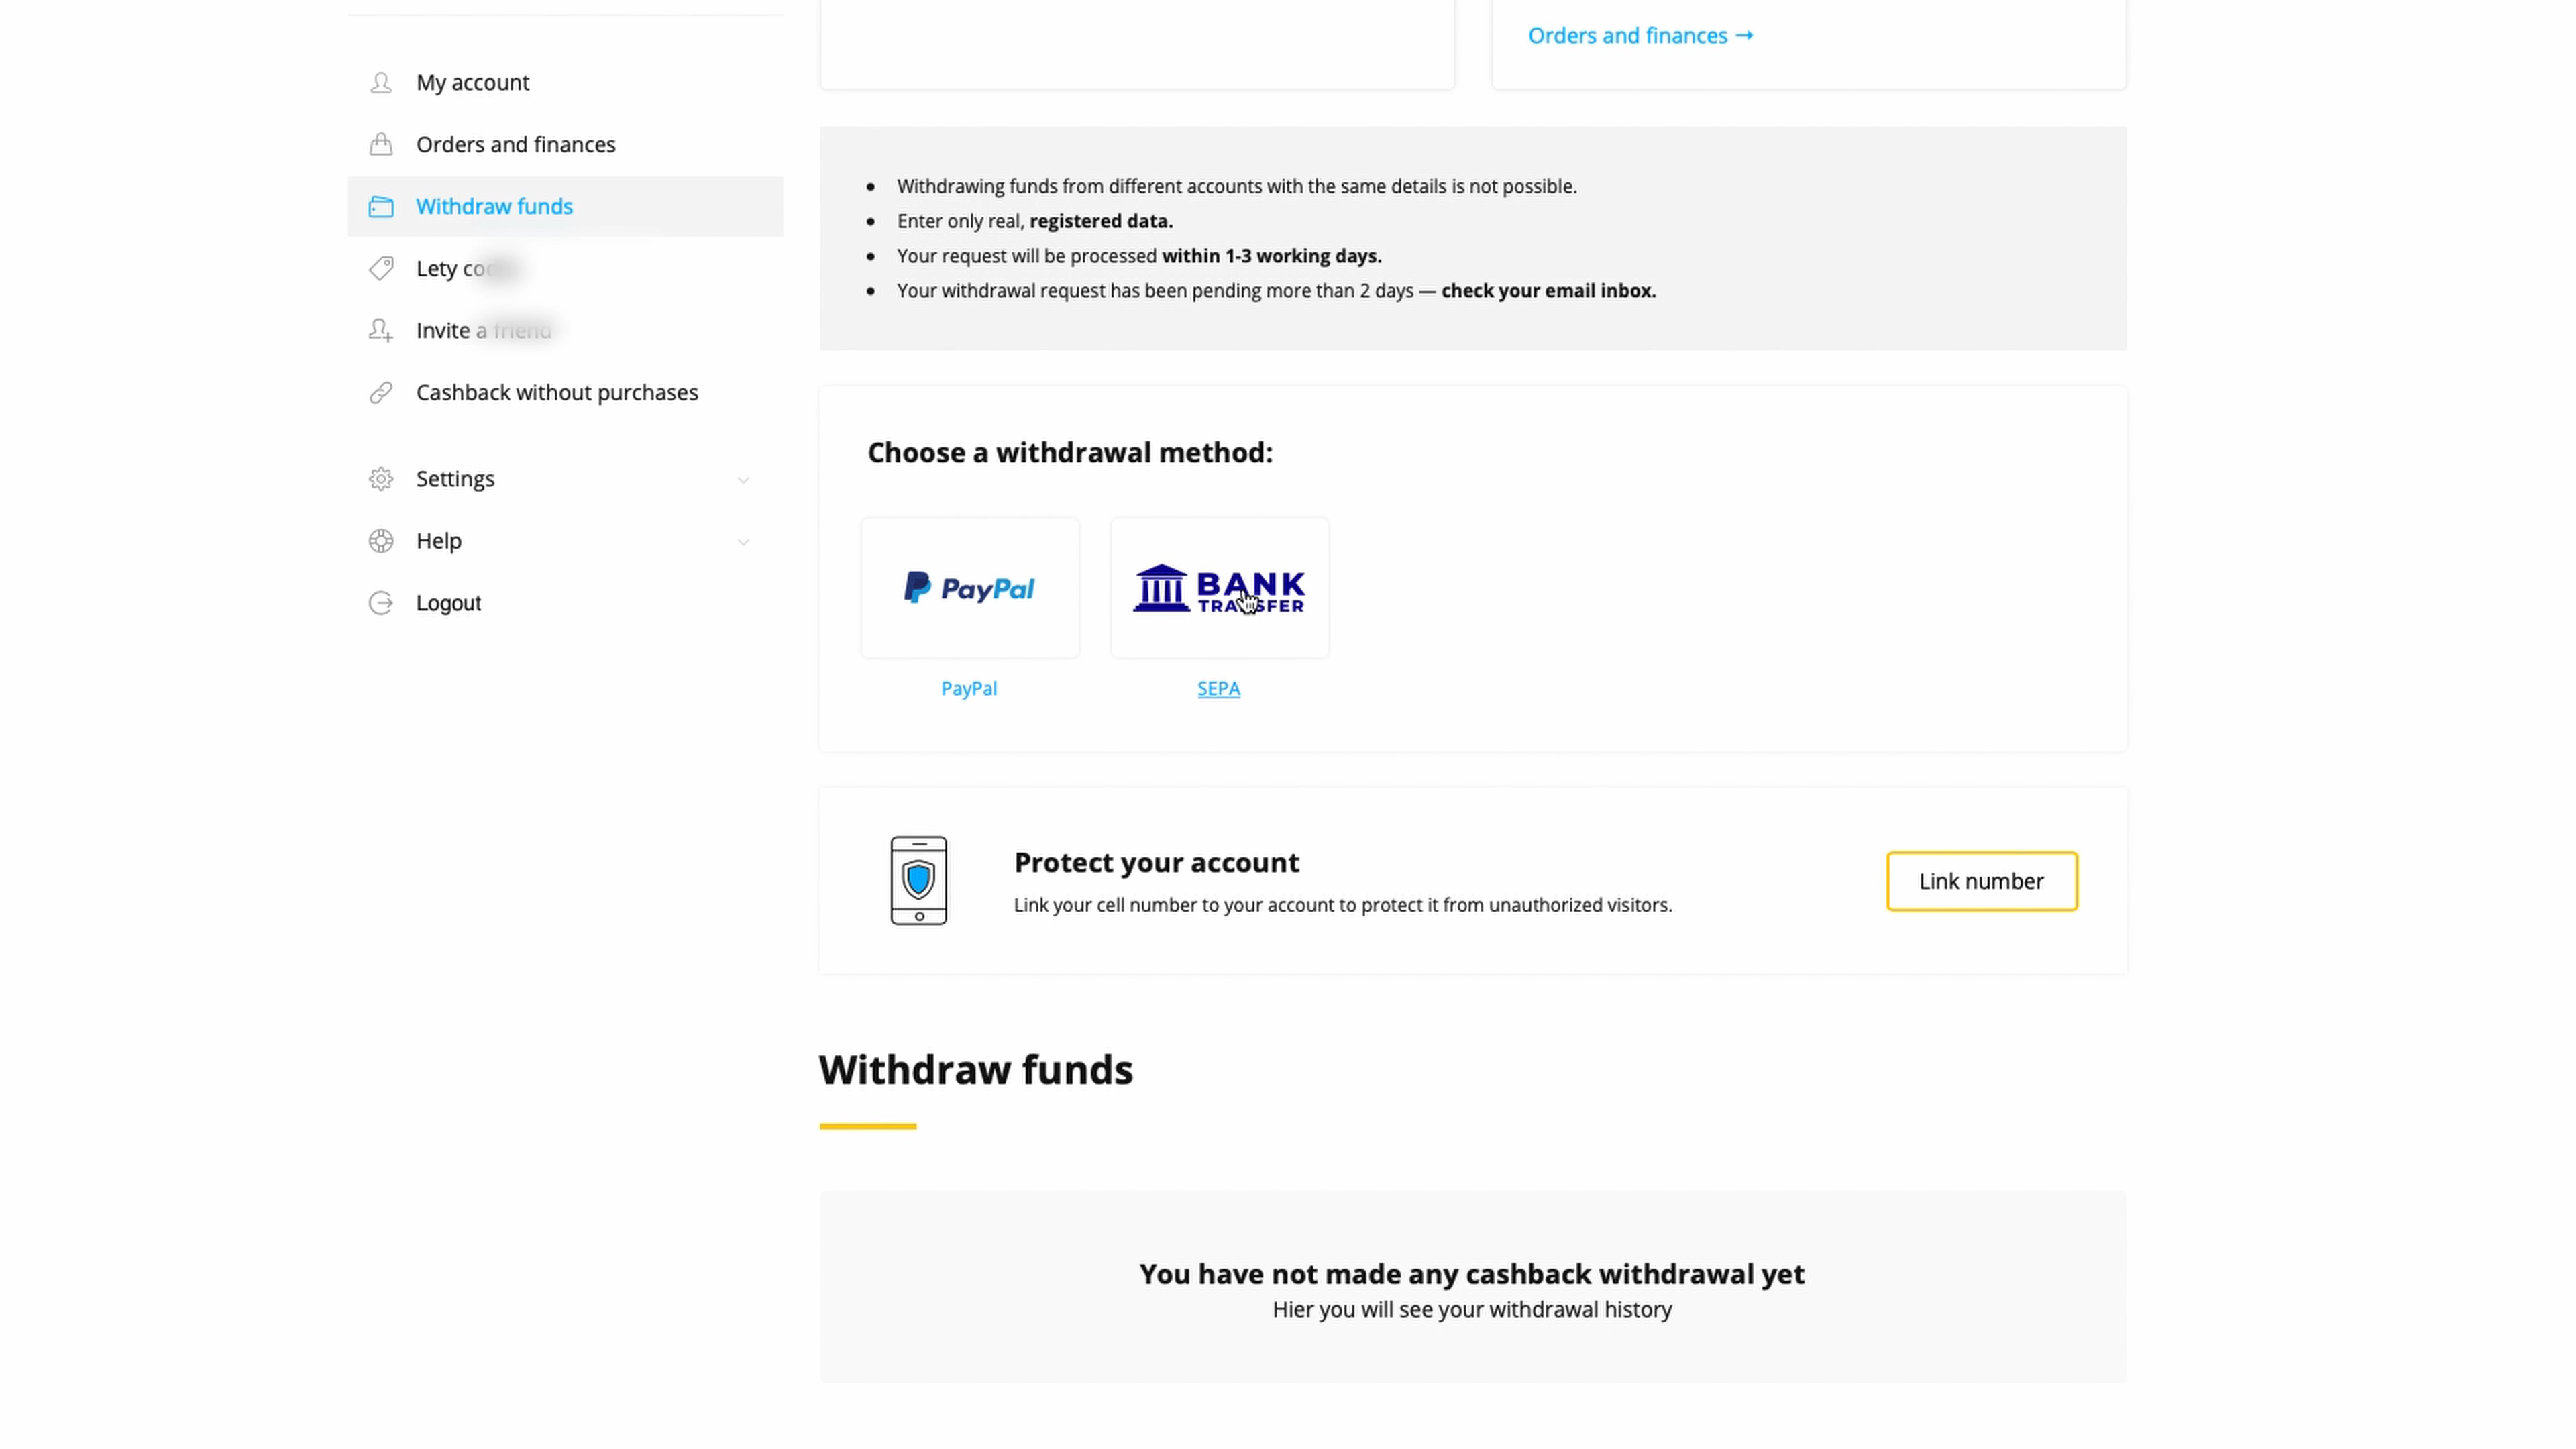 Orders and finances →
My account
Orders and finances
Withdraw funds
Lety
Invite a friend
Cashback without purchases
Settings
Help
Logout
Withdrawing funds from different accounts with the same details is not possible.
Enter only real, registered data.
Your request will be processed within 1-3 working days.
Your withdrawal request has been pending more than 2 days — check your email inbox.
Choose a withdrawal method:
PayPal
BANK
TRANSFER
PayPal
SEPA
Protect your account
Link your cell number to your account to protect it from unauthorized visitors.
Link number
Withdraw funds
You have not made any cashback withdrawal yet
Hier you will see your withdrawal history